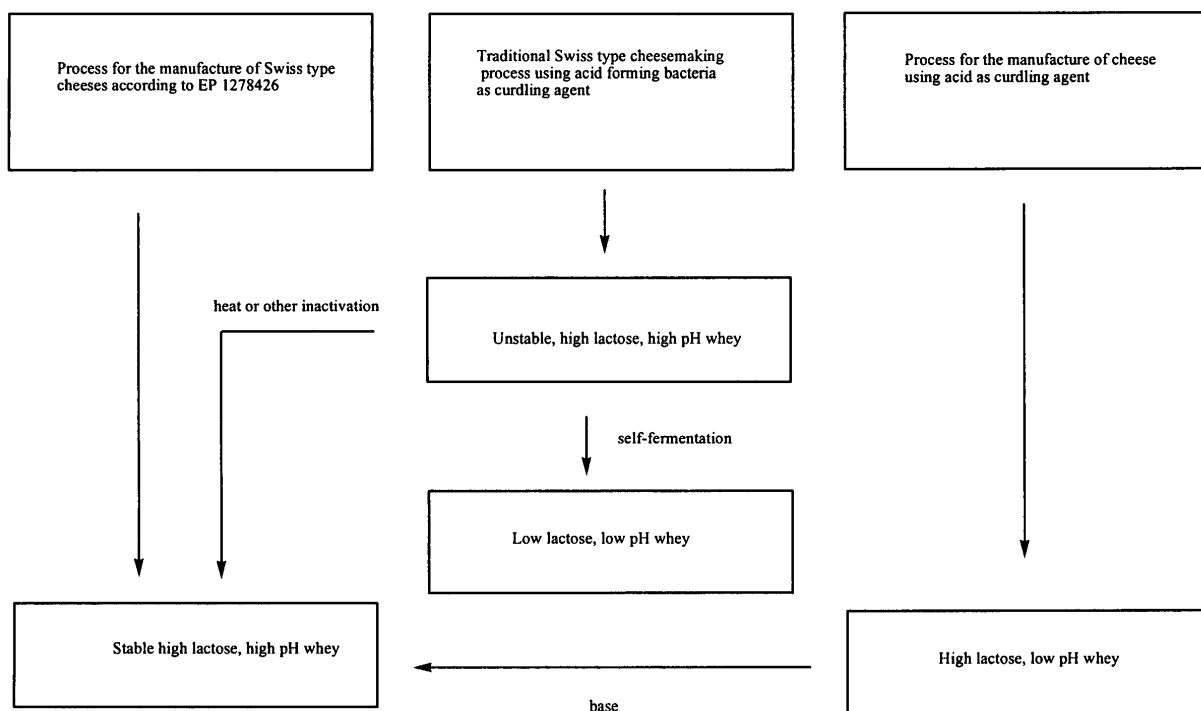 Process for the manufacture of Swiss type
cheeses according to EP 1278426
Traditional Swiss type cheesemaking
process using acid forming bacteria
as curdling agent
Process for the manufacture of cheese
using acid as curdling agent
heat or other inactivation
Unstable, high lactose, high pH whey
self-fermentation
Low lactose, low pH whey
Stable high lactose, high pH whey
High lactose, low pH whey
base